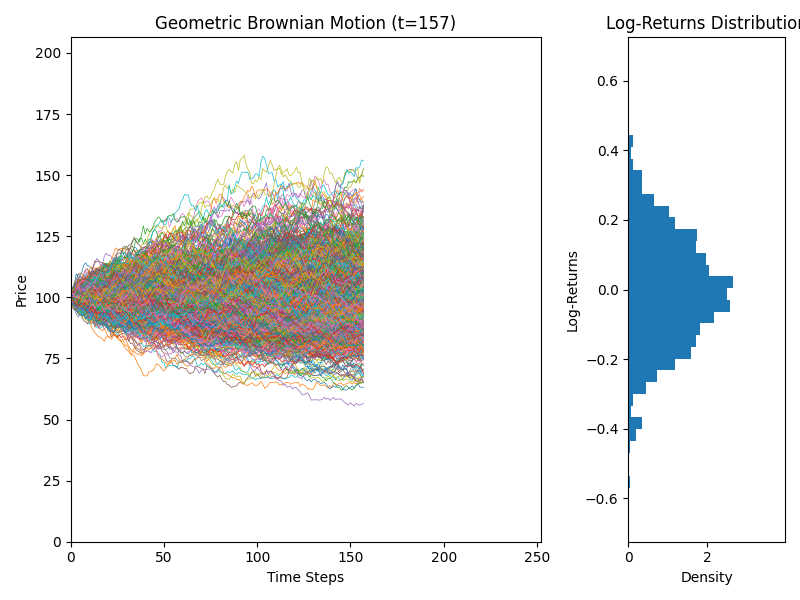 Geometric Brownian Motion (t=157)
Log-Returns Distribution
200
175
150
125
100
75
50
25
0
Price
0 50 100 150 200 250
Time Steps
0.6
0.4
0.2
0.0
−0.2
−0.4
−0.6
Log-Returns
0 2
Density